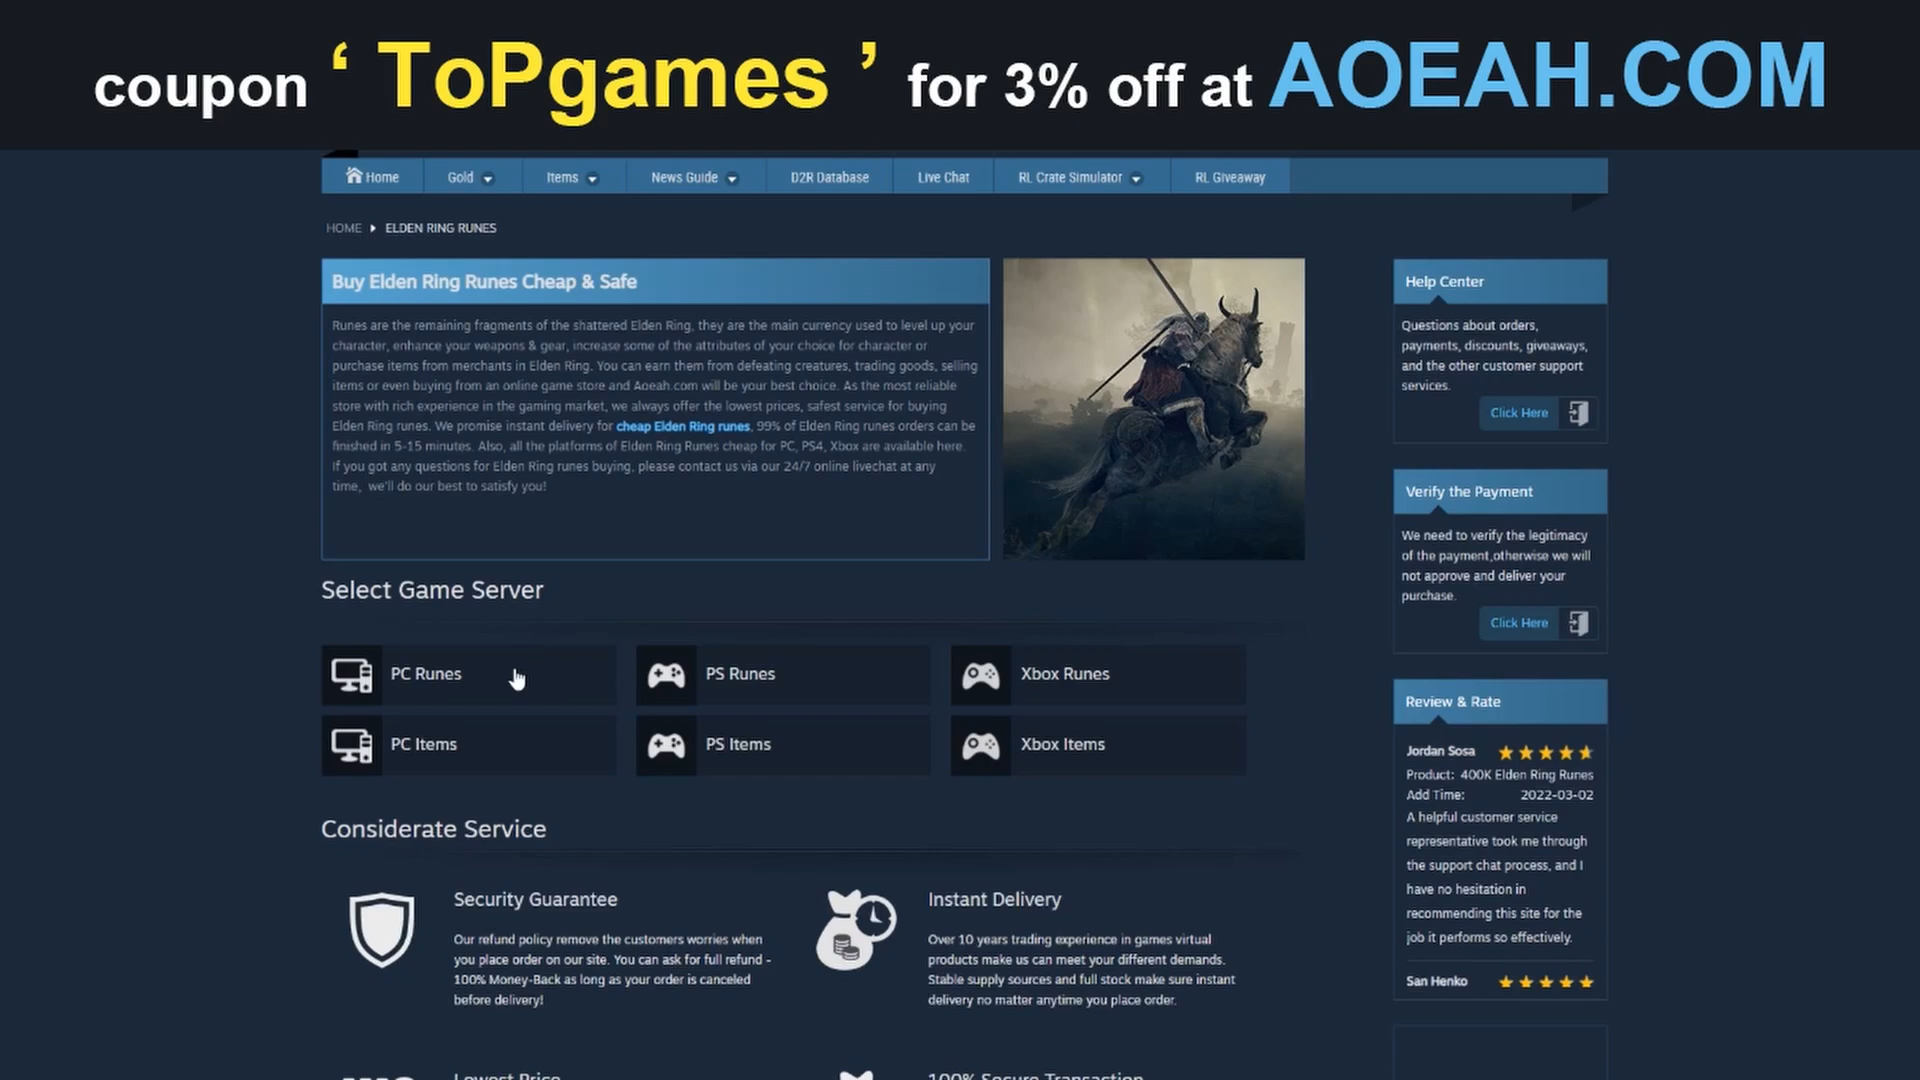 coupon ‘ ToPgames ’ for 3% off at AOEAH.COM
Home Gold Items News Guide D2R Database Live Chat RL Crate Simulator RL Giveaway
HOME ELDEN RING RUNES
Buy Elden Ring Runes Cheap & Safe
Runes are the remaining fragments of the shattered Elden Ring, they are the main currency used to level up your
character, enhance your weapons & gear, increase some of the attributes of your choice for character or
purchase items from merchants in Elden Ring. You can earn them from defeating creatures, trading goods, selling
items or even buying from an online game store and Aoeah.com will be your best choice. As the most reliable
store with rich experience in the gaming market, we always offer the lowest prices, safest service for buying
Elden Ring runes. We promise instant delivery for cheap Elden Ring runes, 99% of Elden Ring runes orders can be
finished in 5-15 minutes. Also, all the platforms of Elden Ring Runes cheap for PC, PS4, Xbox are available here.
If you got any questions for Elden Ring runes buying, please contact us via our 24/7 online livechat at any
time, we'll do our best to satisfy you!
Select Game Server
PC Runes PS Runes Xbox Runes
PC Items PS Items Xbox Items
Considerate Service
Security Guarantee
Our refund policy remove the customers worries when
you place order on our site. You can ask for full refund -
100% Money-Back as long as your order is canceled
before delivery!
Instant Delivery
Over 10 years trading experience in games virtual
products make us can meet your different demands.
Stable supply sources and full stock make sure instant
delivery no matter anytime you place order.
Lowest Price
100% Secure Transaction
Help Center
Questions about orders,
payments, discounts, giveaways,
and the other customer support
services.
Click Here
Verify the Payment
We need to verify the legitimacy
of the payment,otherwise we will
not approve and deliver your
purchase.
Click Here
Review & Rate
Jordan Sosa
Product: 400K Elden Ring Runes
Add Time: 2022-03-02
A helpful customer service
representative took me through
the support chat process, and I
have no hesitation in
recommending this site for the
job it performs so effectively.
San Henko